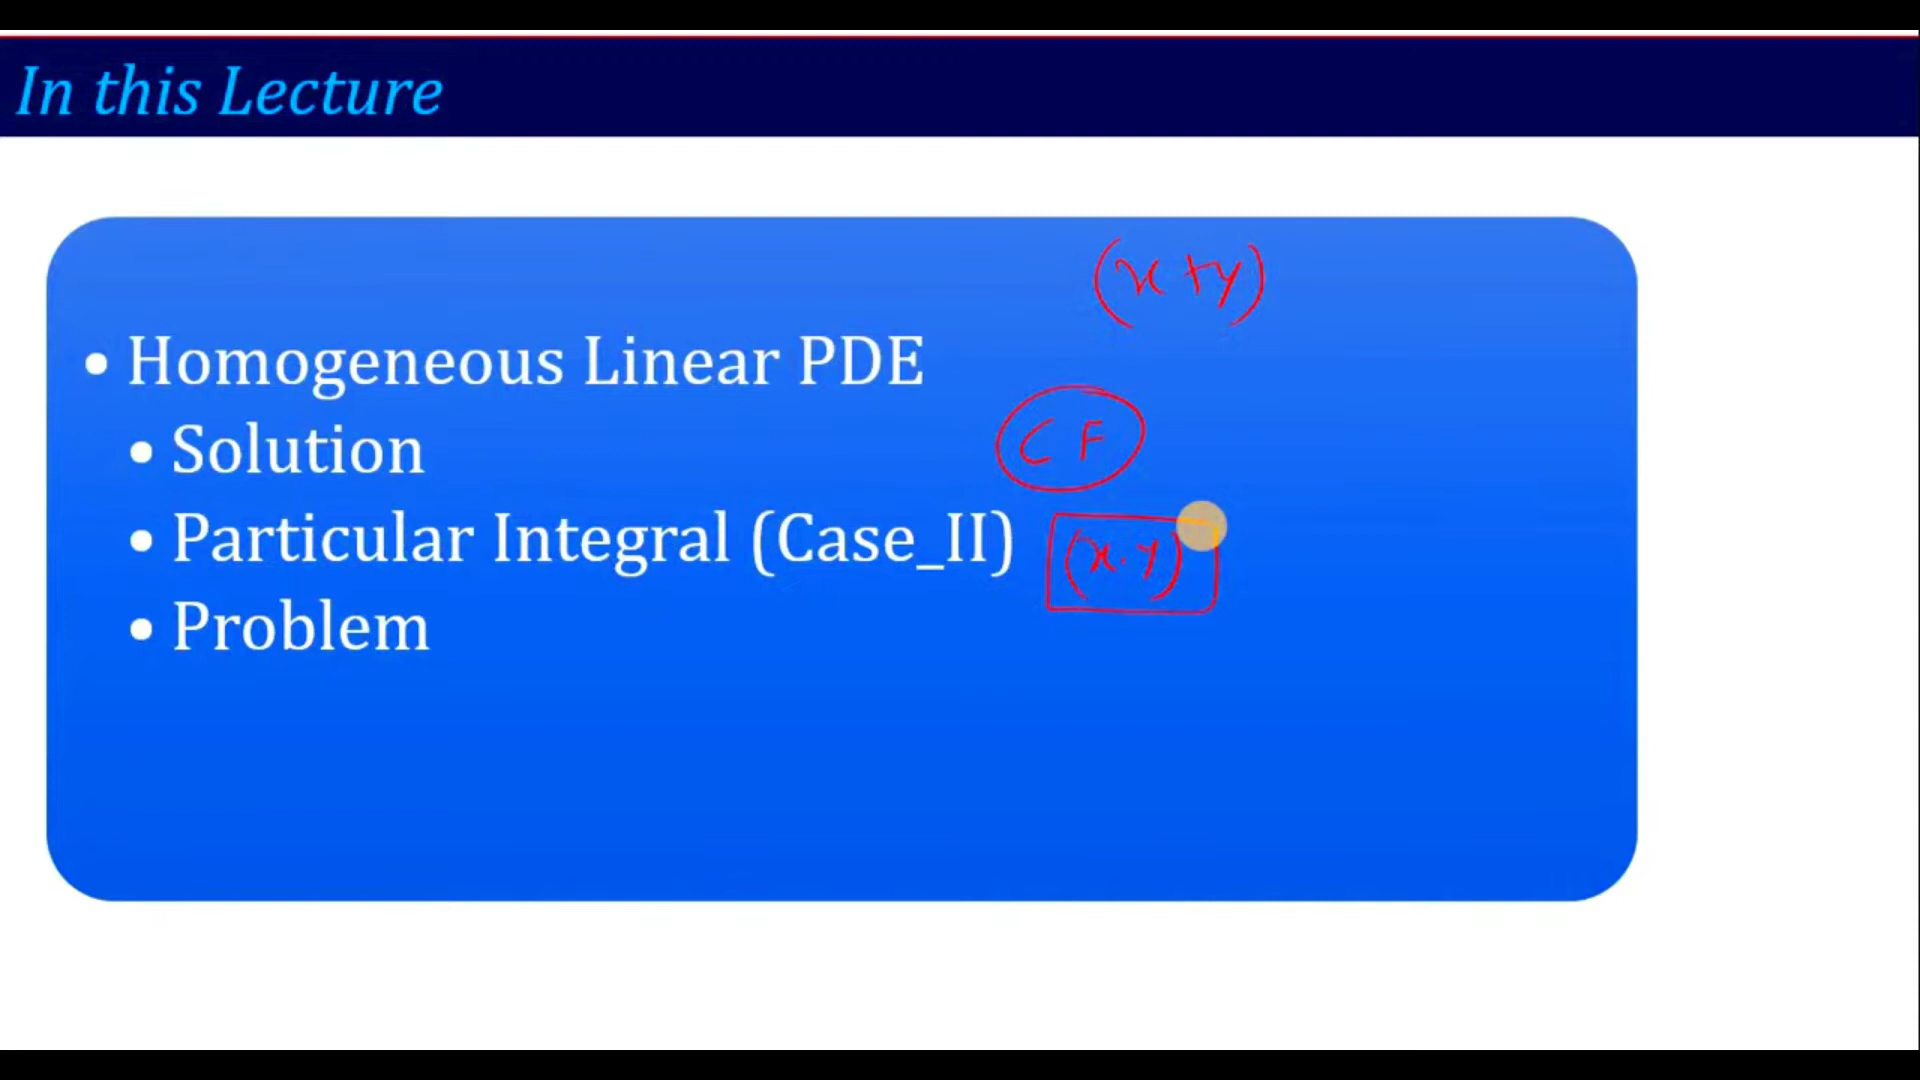 In this Lecture
(x+y)
• Homogeneous Linear PDE
• Solution
CF
• Particular Integral (Case_II)
(x.y)
• Problem